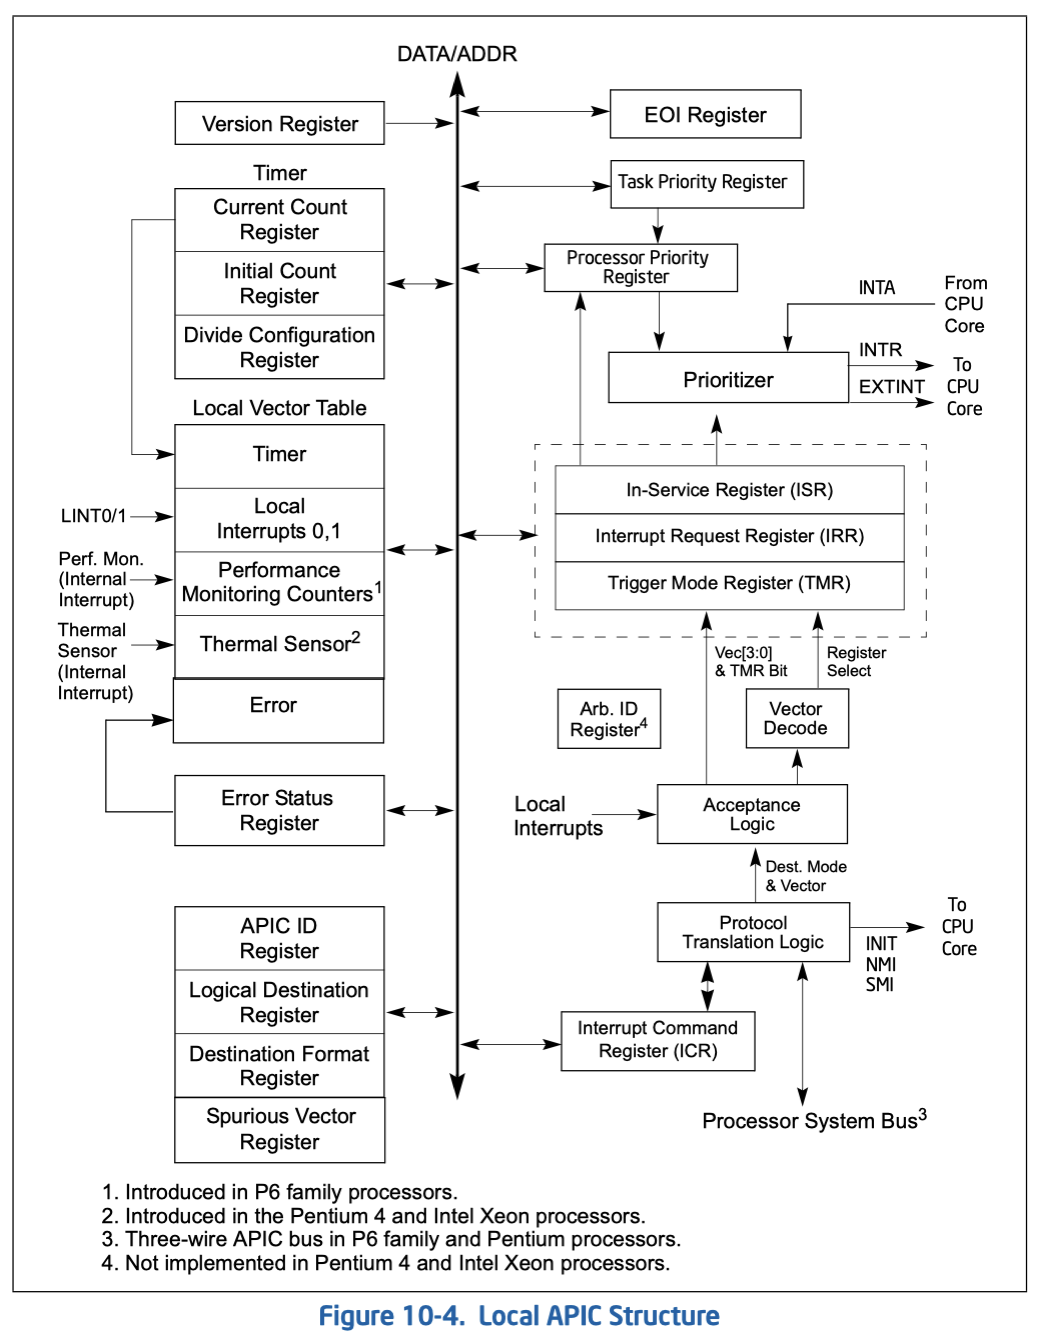 DATA/ADDR
Version Register
EOI Register
Timer
Task Priority Register
Current Count
Register
Initial Count
Register
Divide Configuration
Register
Processor Priority
Register
INTA
From
CPU
Core
Prioritizer
INTR
EXTINT
To
CPU
Core
Local Vector Table
Timer
LINT0/1
Local
Interrupts 0,1
Perf. Mon.
(Internal
Interrupt)
Performance
Monitoring Counters1
Thermal
Sensor
(Internal
Interrupt)
Thermal Sensor2
Error
In-Service Register (ISR)
Interrupt Request Register (IRR)
Trigger Mode Register (TMR)
Vec[3:0]
& TMR Bit
Register
Select
Arb. ID
Register4
Vector
Decode
Error Status
Register
Local
Interrupts
Acceptance
Logic
Dest. Mode
& Vector
Protocol
Translation Logic
To
CPU
Core
INIT
NMI
SMI
APIC ID
Register
Logical Destination
Register
Destination Format
Register
Spurious Vector
Register
Interrupt Command
Register (ICR)
Processor System Bus3
1. Introduced in P6 family processors.
2. Introduced in the Pentium 4 and Intel Xeon processors.
3. Three-wire APIC bus in P6 family and Pentium processors.
4. Not implemented in Pentium 4 and Intel Xeon processors.
Figure 10-4. Local APIC Structure